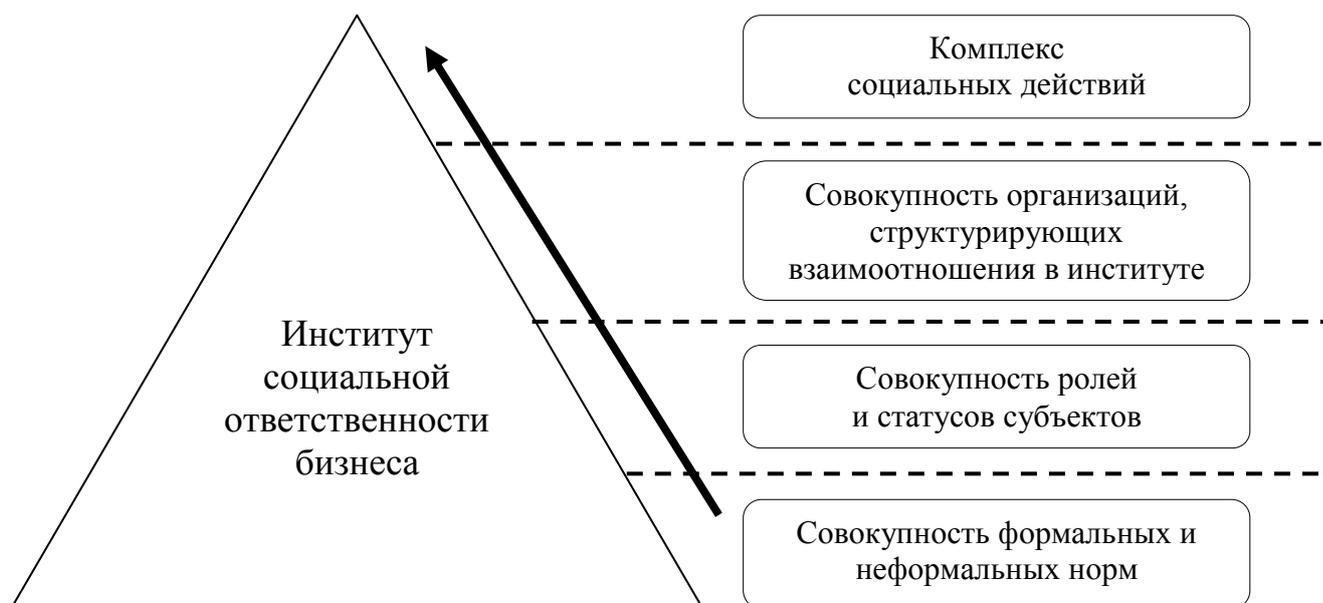 Комплекс
социальных действий
Совокупность организаций,
структурирующих
взаимоотношения в институте
Институт
социальной
ответственности
бизнеса
Совокупность ролей
и статусов субъектов
Совокупность формальных и
неформальных норм